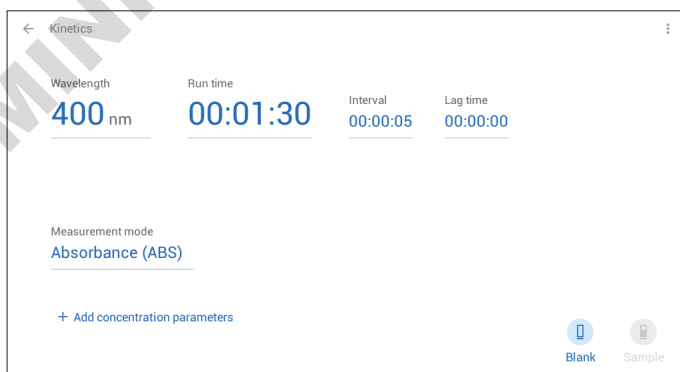 Kinetics
Wavelength
400 nm
Run time
00:01:30
Interval
00:00:05
Lag time
00:00:00
Measurement mode
Absorbance (ABS)
+ Add concentration parameters
Blank
Sample